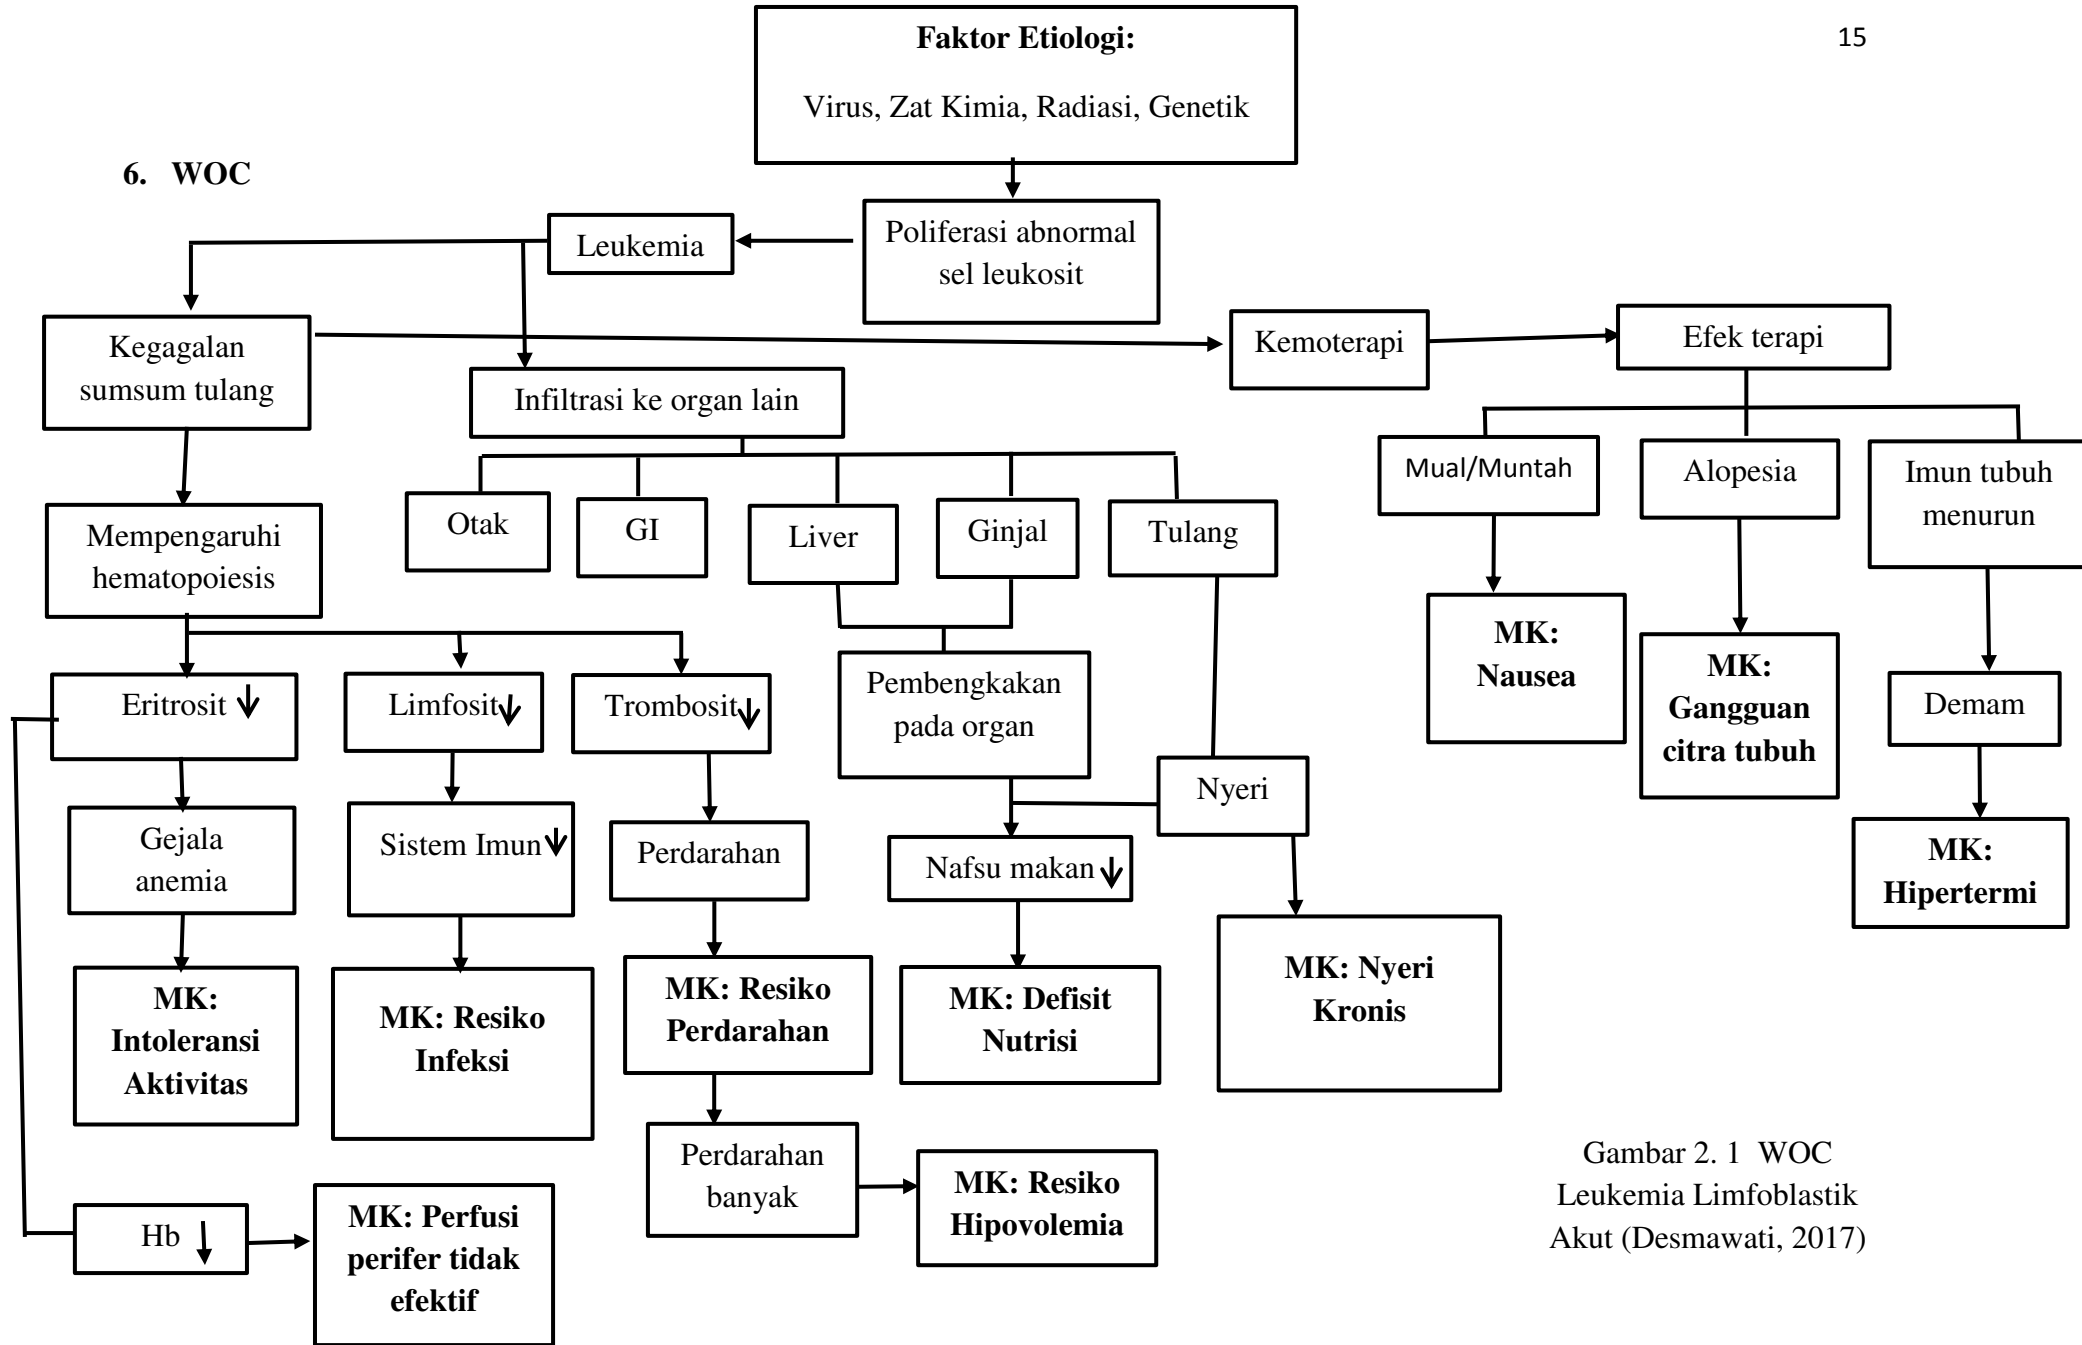 15
Faktor Etiologi:
Virus, Zat Kimia, Radiasi, Genetik
6. WOC
Leukemia
Poliferasi abnormal
sel leukosit
Kegagalan
sumsum tulang
Infiltrasi ke organ lain
Kemoterapi
Efek terapi
Mual/Muntah
Alopesia
Imun tubuh
menurun
Mempengaruhi
hematopoiesis
Otak
GI
Liver
Ginjal
Tulang
MK:
Nausea
MK:
Gangguan
citra tubuh
Demam
MK:
Hipertermi
Eritrosit ↓
Limfosit ↓
Trombosit ↓
Pembengkakan
pada organ
Nyeri
Gejala
anemia
Sistem Imun ↓
Perdarahan
Nafsu makan ↓
MK:
Intoleransi
Aktivitas
MK: Resiko
Infeksi
MK: Resiko
Perdarahan
MK: Defisit
Nutrisi
MK: Nyeri
Kronis
Perdarahan
banyak
MK: Resiko
Hipovolemia
Hb ↓
MK: Perfusi
perifer tidak
efektif
Gambar 2. 1 WOC
Leukemia Limfoblastik
Akut (Desmawati, 2017)